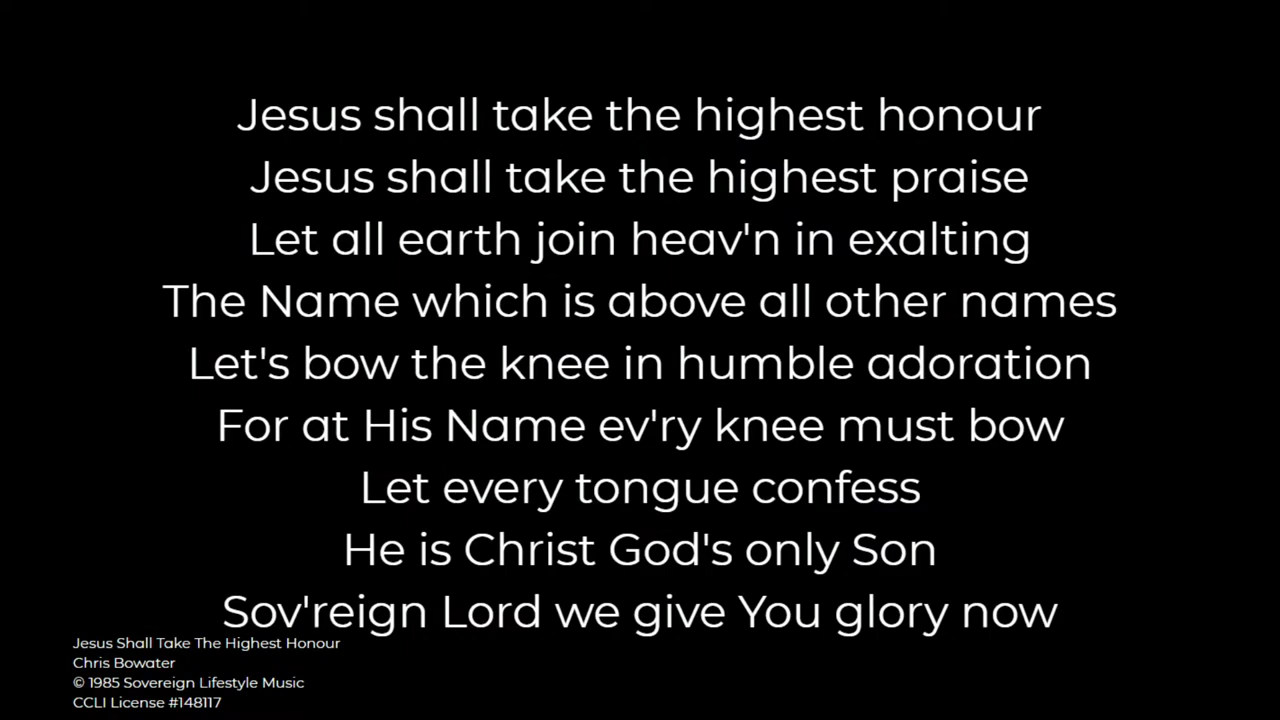 Jesus shall take the highest honour
Jesus shall take the highest praise
Let all earth join heav'n in exalting
The Name which is above all other names
Let's bow the knee in humble adoration
For at His Name ev'ry knee must bow
Let every tongue confess
He is Christ God's only Son
Sov'reign Lord we give You glory now
Jesus Shall Take The Highest Honour
Chris Bowater
© 1985 Sovereign Lifestyle Music
CCLI License #148117